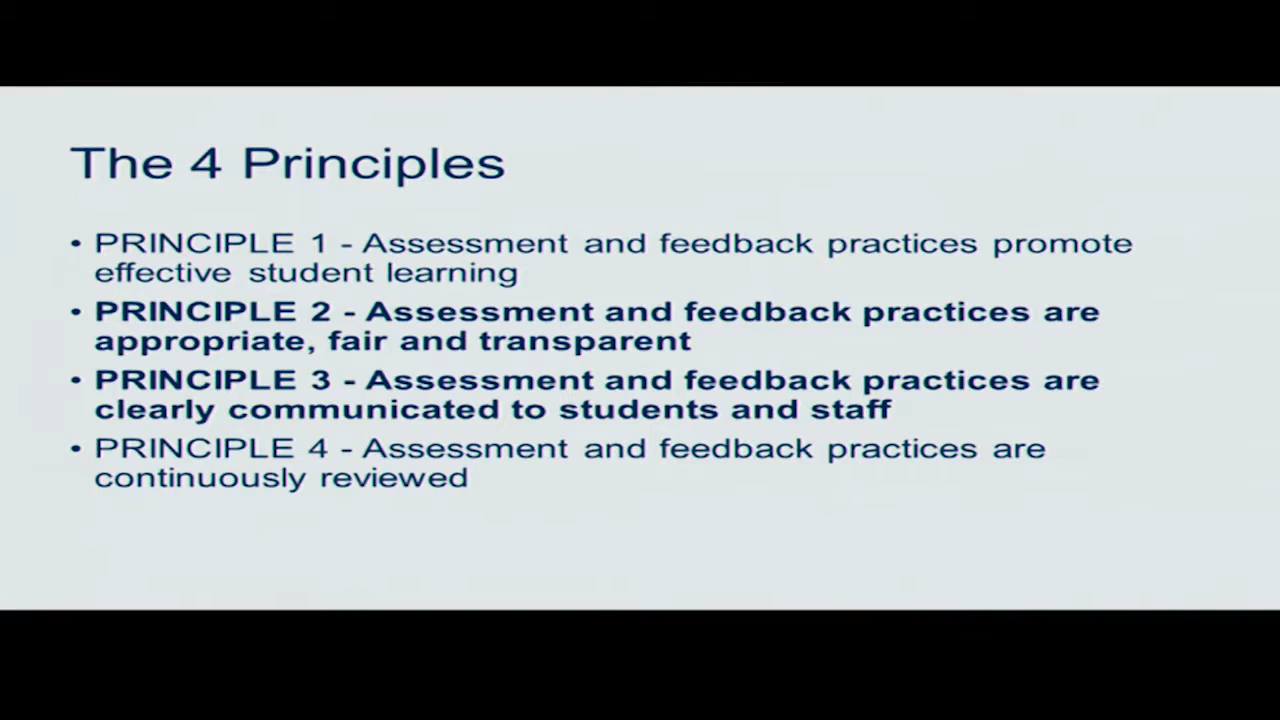 The 4 Principles
• PRINCIPLE 1 - Assessment and feedback practices promote
effective student learning
• PRINCIPLE 2 - Assessment and feedback practices are
appropriate, fair and transparent
• PRINCIPLE 3 - Assessment and feedback practices are
clearly communicated to students and staff
• PRINCIPLE 4 - Assessment and feedback practices are
continuously reviewed